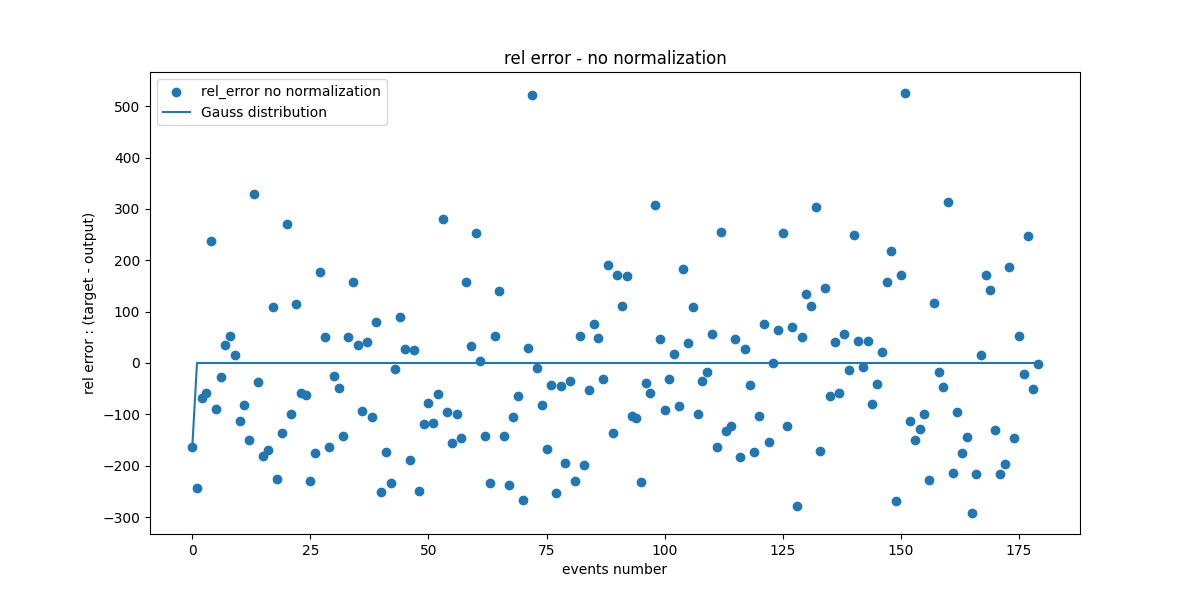 rel error - no normalization
rel_error no normalization
Gauss distribution
rel error : (target - output)
500
400
300
200
100
0
−100
−200
−300
0 25 50 75 100 125 150 175
events number